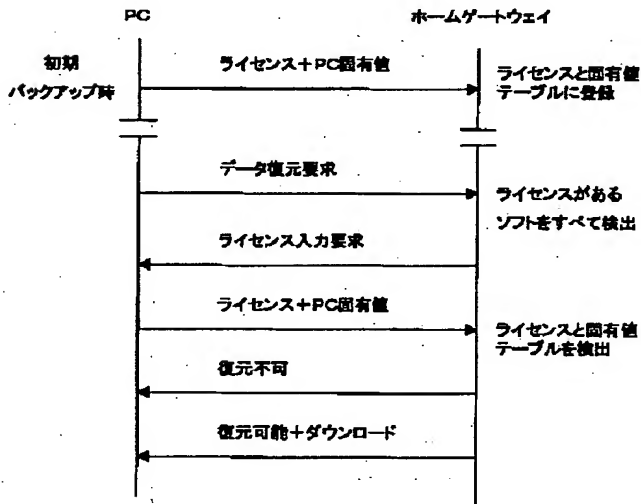 PC
ホームゲートウェイ
初期
バックアップ時
ライセンス+PC固有値
ライセンスと固有値
テーブルに登録
データ復元要求
ライセンスがある
ソフトをすべて検出
ライセンス入力要求
ライセンス+PC固有値
ライセンスと固有値
テーブルを検出
復元不可
復元可能+ダウンロード